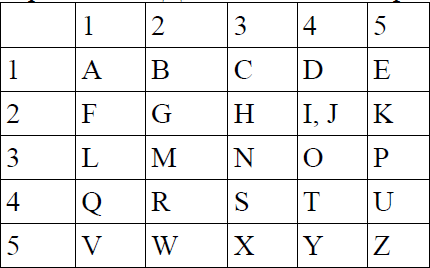 1 2 3 4 5
1 A B C D E
2 F G H I, J K
3 L M N O P
4 Q R S T U
5 V W X Y Z